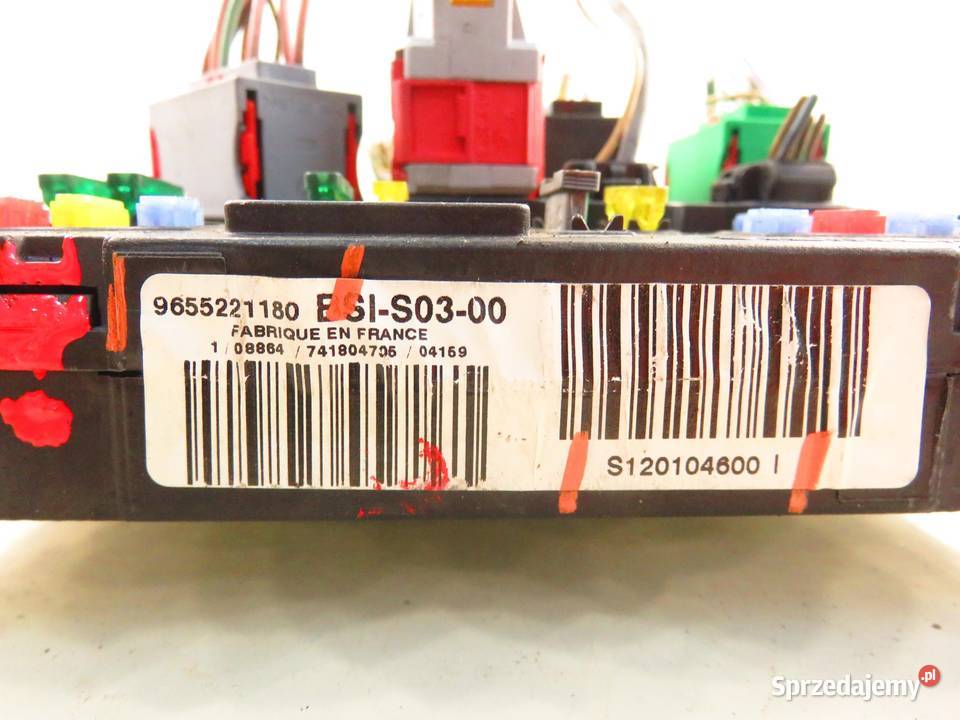 9655221180 BSI-S03-00
FABRIQUE EN FRANCE
1 / 08864 / 741804705 / 04159
S120104600 I
Sprzedajemy.pl